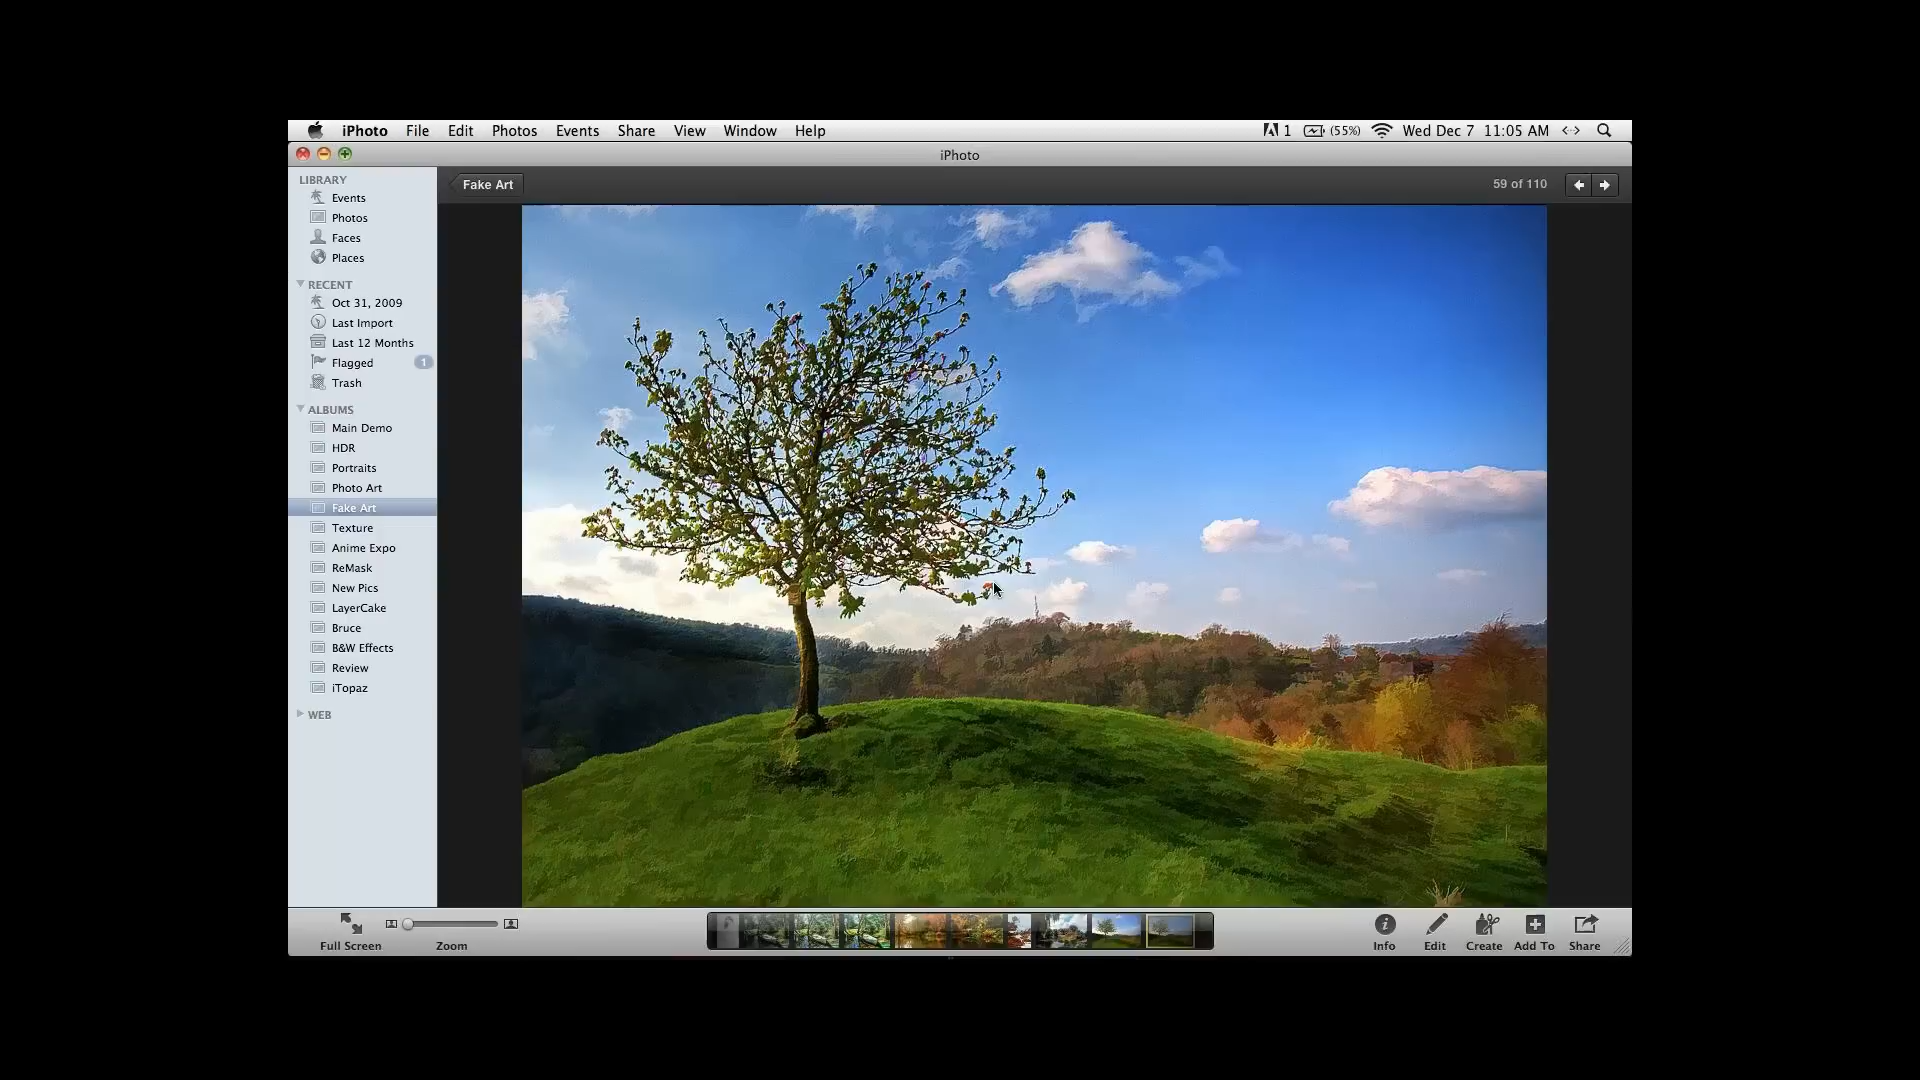 iPhoto File Edit Photos Events Share View Window Help 1 (55%) Wed Dec 7 11:05 AM
iPhoto
LIBRARY
Events
Photos
Faces
Places
RECENT
Oct 31, 2009
Last Import
Last 12 Months
Flagged 1
Trash
ALBUMS
Main Demo
HDR
Portraits
Photo Art
Fake Art
Texture
Anime Expo
ReMask
New Pics
LayerCake
Bruce
B&W Effects
Review
iTopaz
WEB
Fake Art
59 of 110
Full Screen Zoom Info Edit Create Add To Share